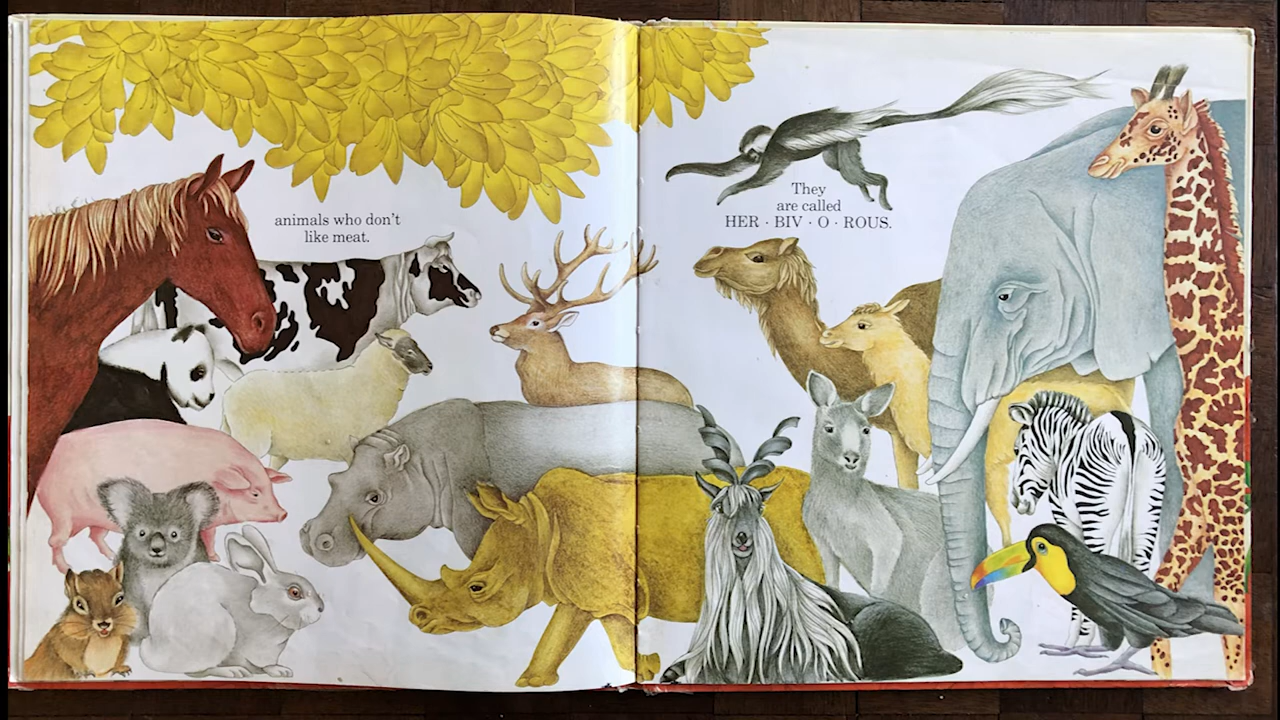 animals who don't
like meat.
They
are called
HER · BIV · O · ROUS.